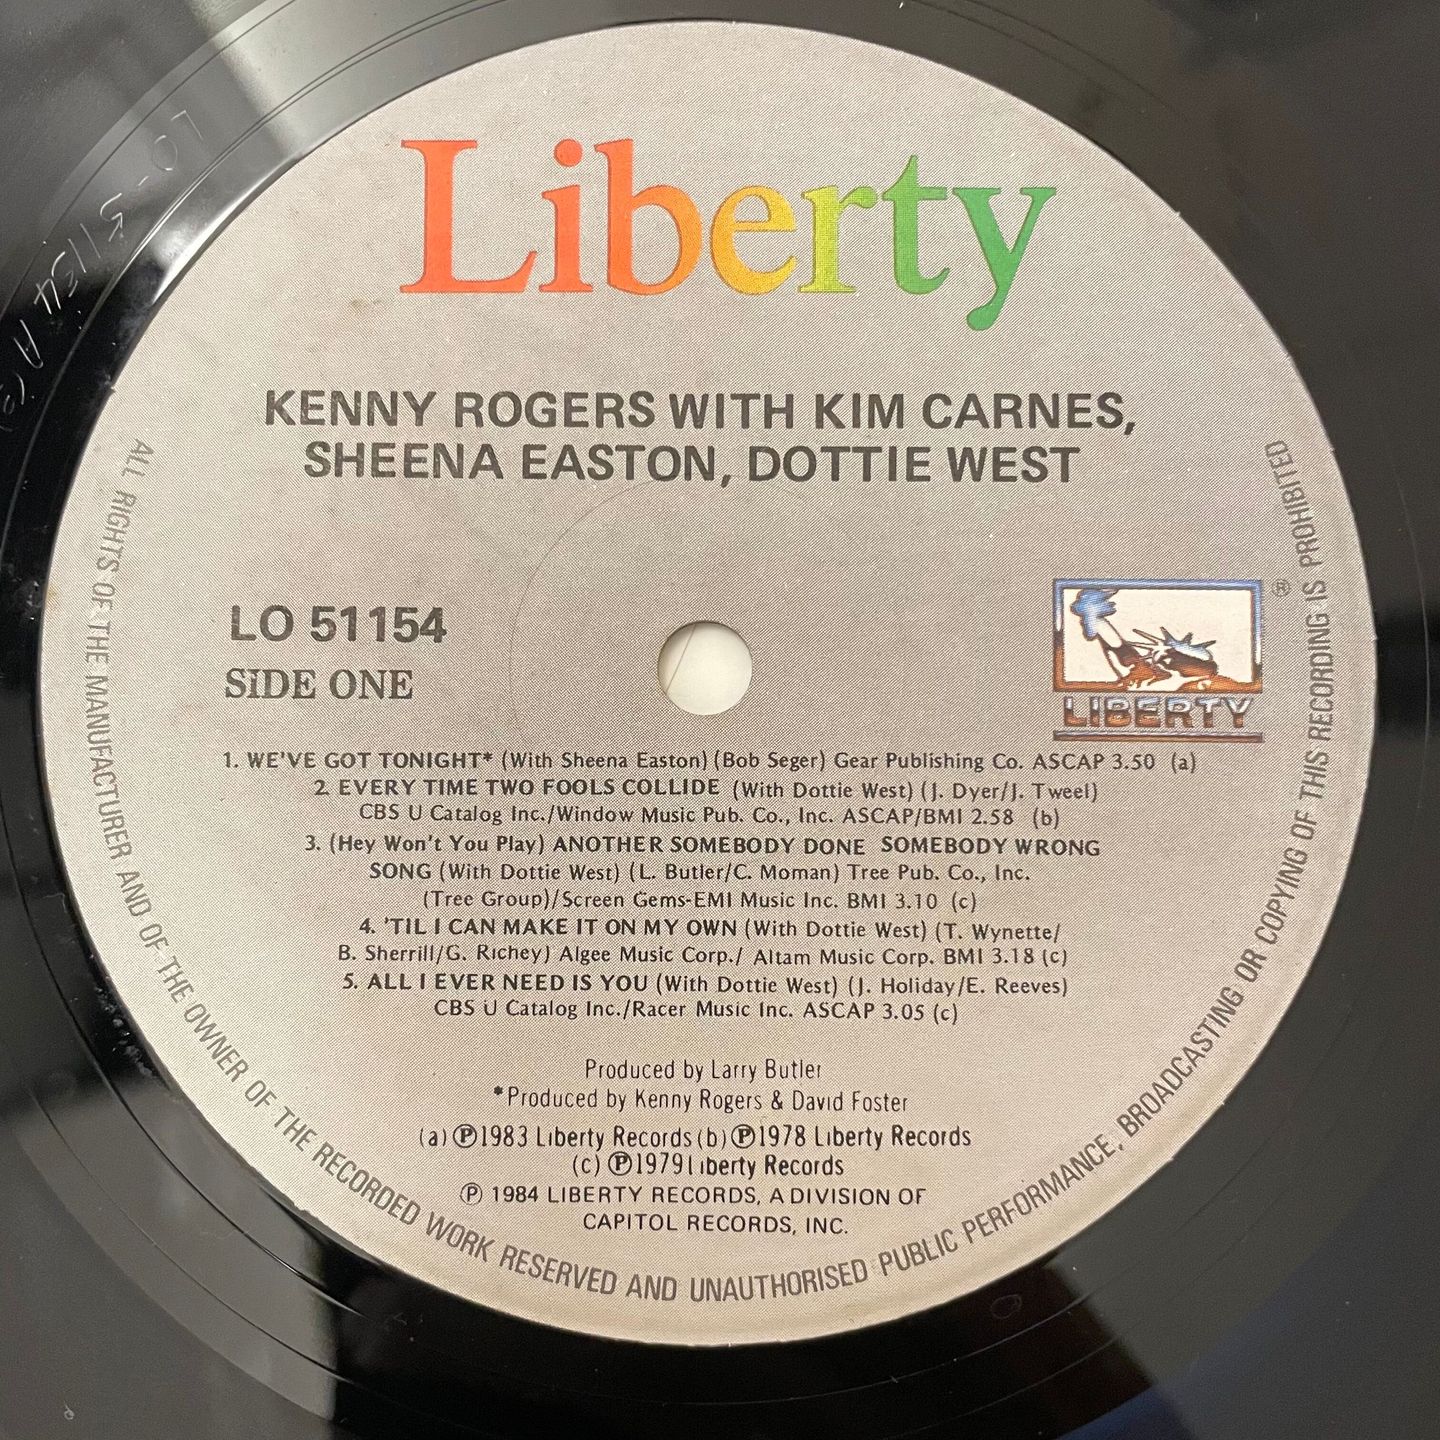 Liberty
KENNY ROGERS WITH KIM CARNES,
SHEENA EASTON, DOTTIE WEST
LO 51154
SIDE ONE
®
LIBERTY
1. WE'VE GOT TONIGHT* (With Sheena Easton) (Bob Seger) Gear Publishing Co. ASCAP 3.50 (a)
2. EVERY TIME TWO FOOLS COLLIDE (With Dottie West) (J. Dyer/J. Tweel)
CBS U Catalog Inc./Window Music Pub. Co., Inc. ASCAP/BMI 2.58 (b)
3. (Hey Won't You Play) ANOTHER SOMEBODY DONE SOMEBODY WRONG
SONG (With Dottie West) (L. Butler/C. Moman) Tree Pub. Co., Inc.
(Tree Group)/Screen Gems-EMI Music Inc. BMI 3.10 (c)
4. 'TIL I CAN MAKE IT ON MY OWN (With Dottie West) (T. Wynette/
B. Sherrill/G. Richey) Algee Music Corp./ Altam Music Corp. BMI 3.18 (c)
5. ALL I EVER NEED IS YOU (With Dottie West) (J. Holiday/E. Reeves)
CBS U Catalog Inc./Racer Music Inc. ASCAP 3.05 (c)
Produced by Larry Butler
*Produced by Kenny Rogers & David Foster
(a) Ⓟ1983 Liberty Records (b) Ⓟ1978 Liberty Records
(c) Ⓟ1979 Liberty Records
Ⓟ 1984 LIBERTY RECORDS, A DIVISION OF
CAPITOL RECORDS, INC.
ALL RIGHTS OF THE MANUFACTURER AND OF THE OWNER OF THE RECORDED WORK RESERVED AND UNAUTHORISED PUBLIC PERFORMANCE, BROADCASTING OR COPYING OF THIS RECORDING IS PROHIBITED
LO-51154 A